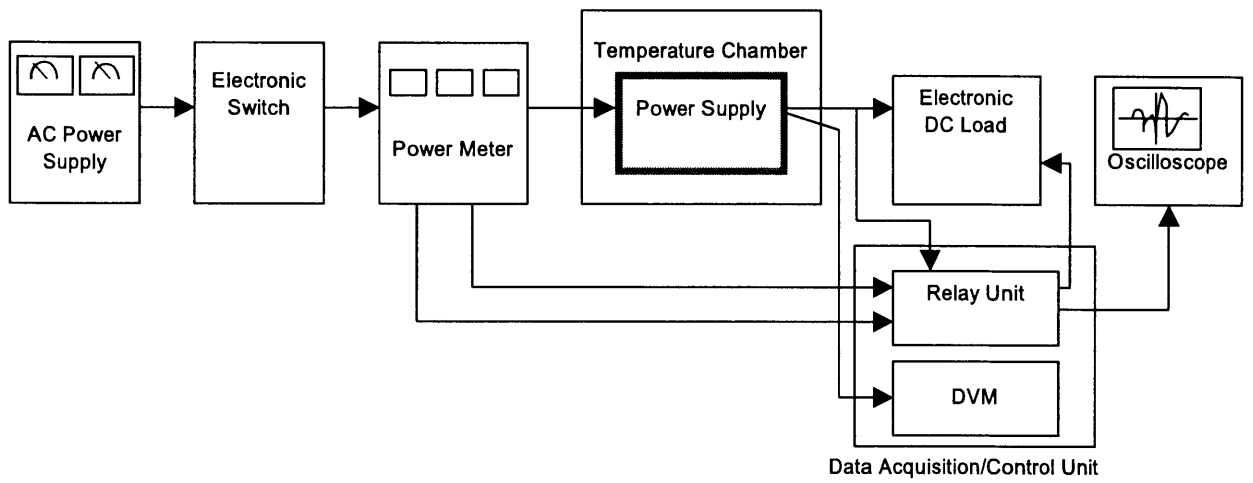 AC Power
Supply
Electronic
Switch
Power Meter
Temperature Chamber
Power Supply
Electronic
DC Load
Oscilloscope
Relay Unit
DVM
Data Acquisition/Control Unit